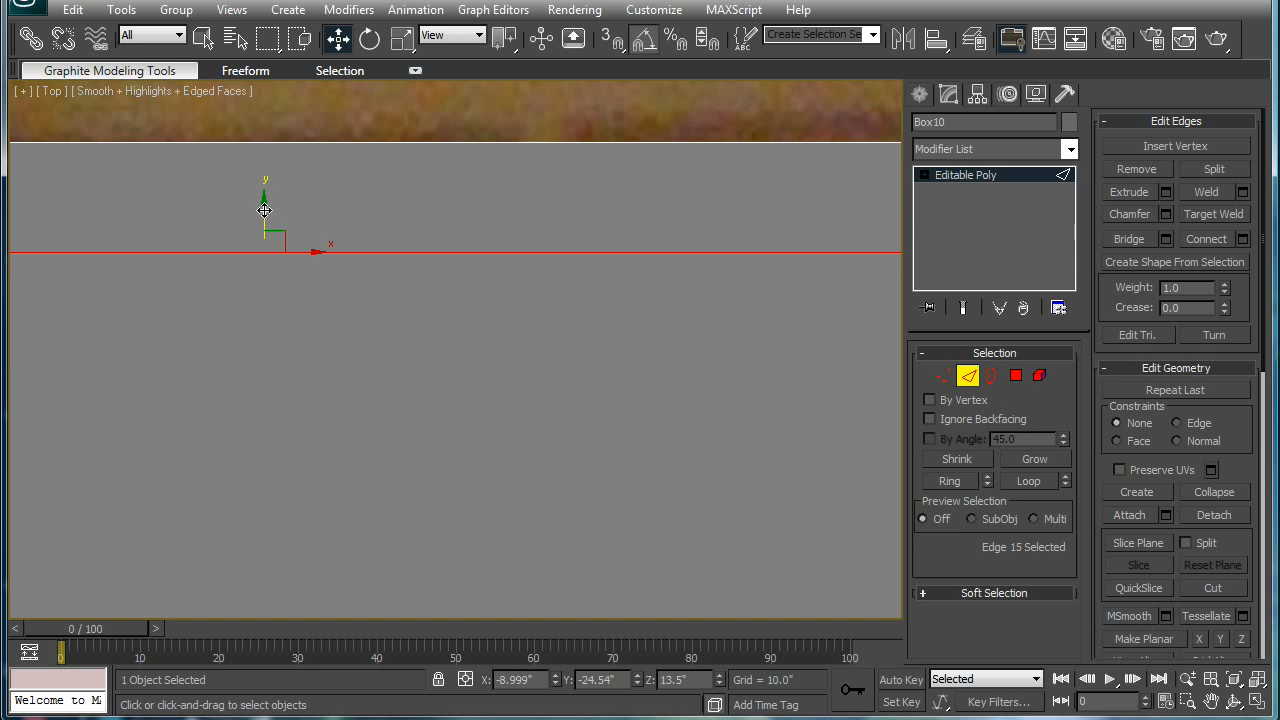 Edit Tools Group Views Create Modifiers Animation Graph Editors Rendering Customize MAXScript Help
All View 3 Create Selection Se
Graphite Modeling Tools Freeform Selection
[ + ] [ Top ] [ Smooth + Highlights + Edged Faces ]
y
x
Box10
Modifier List
Editable Poly
- Selection
By Vertex
Ignore Backfacing
By Angle: 45.0
Shrink Grow
Ring Loop
Preview Selection
Off SubObj Multi
Edge 15 Selected
+ Soft Selection
- Edit Edges
Insert Vertex
Remove Split
Extrude Weld
Chamfer Target Weld
Bridge Connect
Create Shape From Selection
Weight: 1.0
Crease: 0.0
Edit Tri. Turn
- Edit Geometry
Repeat Last
Constraints
None Edge
Face Normal
Preserve UVs
Create Collapse
Attach Detach
Slice Plane Split
Slice Reset Plane
QuickSlice Cut
MSmooth Tessellate
Make Planar X Y Z
< 0 / 100 >
0 10 20 30 40 50 60 70 80 90 100
1 Object Selected X: -8.999" Y: -24.54" Z: 13.5" Grid = 10.0" Auto Key Selected
Welcome to M Click or click-and-drag to select objects Add Time Tag Set Key Key Filters... 0